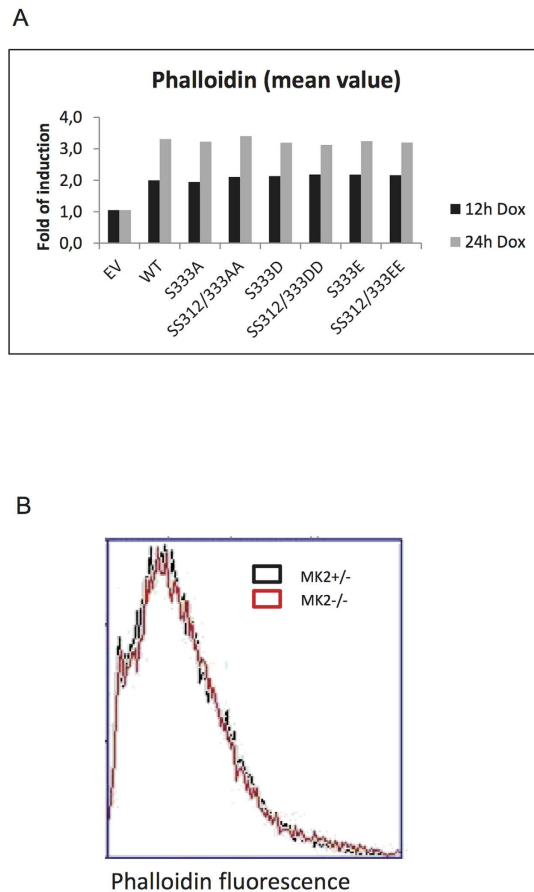 A
Phalloidin (mean value)
4,0
3,0
2,0
1,0
0,0
Fold of induction
EV
WT
S333A
SS312/333AA
S333D
SS312/333DD
S333E
SS312/333EE
12h Dox
24h Dox
B
MK2+/-
MK2-/-
Phalloidin fluorescence